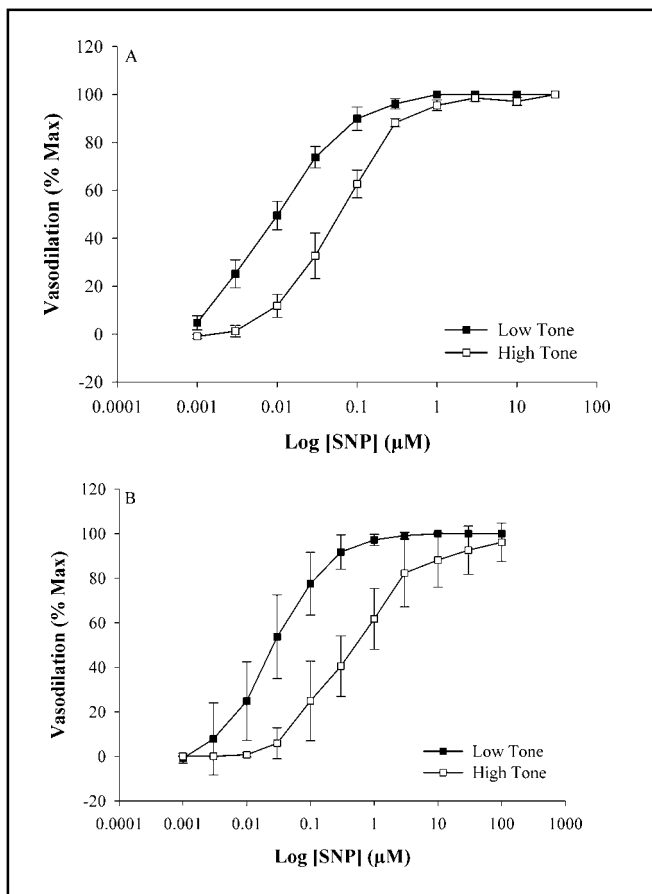 A
120
100
80
60
40
20
0
-20
Vasodilation (% Max)
Low Tone
High Tone
0.0001 0.001 0.01 0.1 1 10 100
Log [SNP] (µM)
B
120
100
80
60
40
20
0
-20
Vasodilation (% Max)
Low Tone
High Tone
0.0001 0.001 0.01 0.1 1 10 100 1000
Log [SNP] (µM)